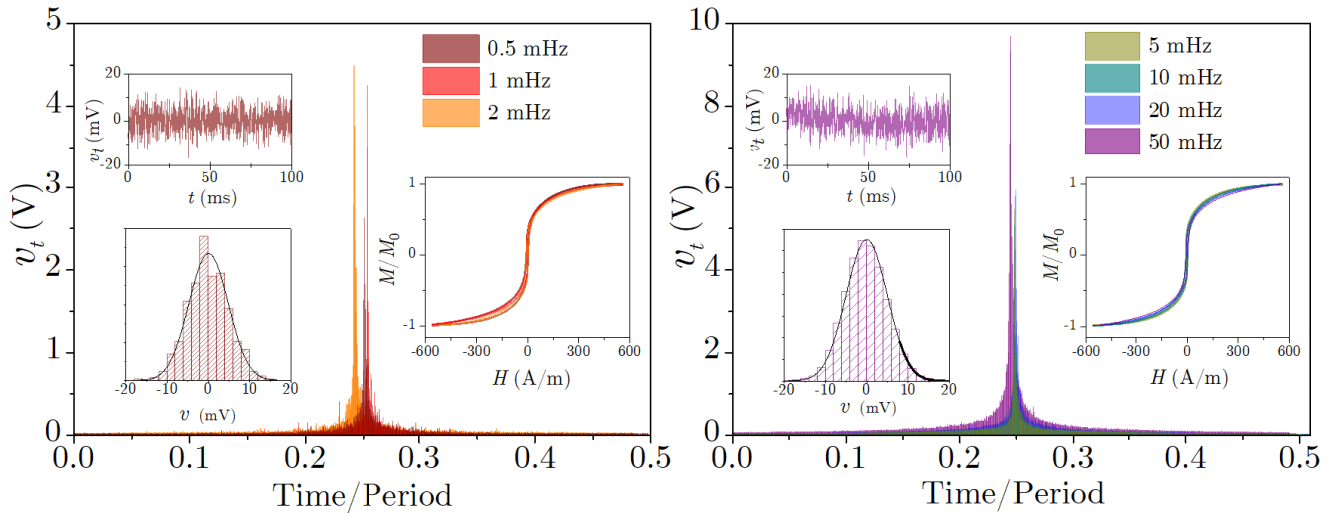 5
4
3
2
1
0
v_t (V)
0.0 0.1 0.2 0.3 0.4 0.5
Time/Period
0.5 mHz
1 mHz
2 mHz
20
0
-20
v_t (mV)
0 50 100
t (ms)
-20 -10 0 10 20
v (mV)
1
0
-1
M/M_0
-600 -300 0 300 600
H (A/m)
10
8
6
4
2
0
v_t (V)
0.0 0.1 0.2 0.3 0.4 0.5
Time/Period
5 mHz
10 mHz
20 mHz
50 mHz
20
0
-20
v_t (mV)
0 50 100
t (ms)
-20 -10 0 10 20
v (mV)
1
0
-1
M/M_0
-600 -300 0 300 600
H (A/m)